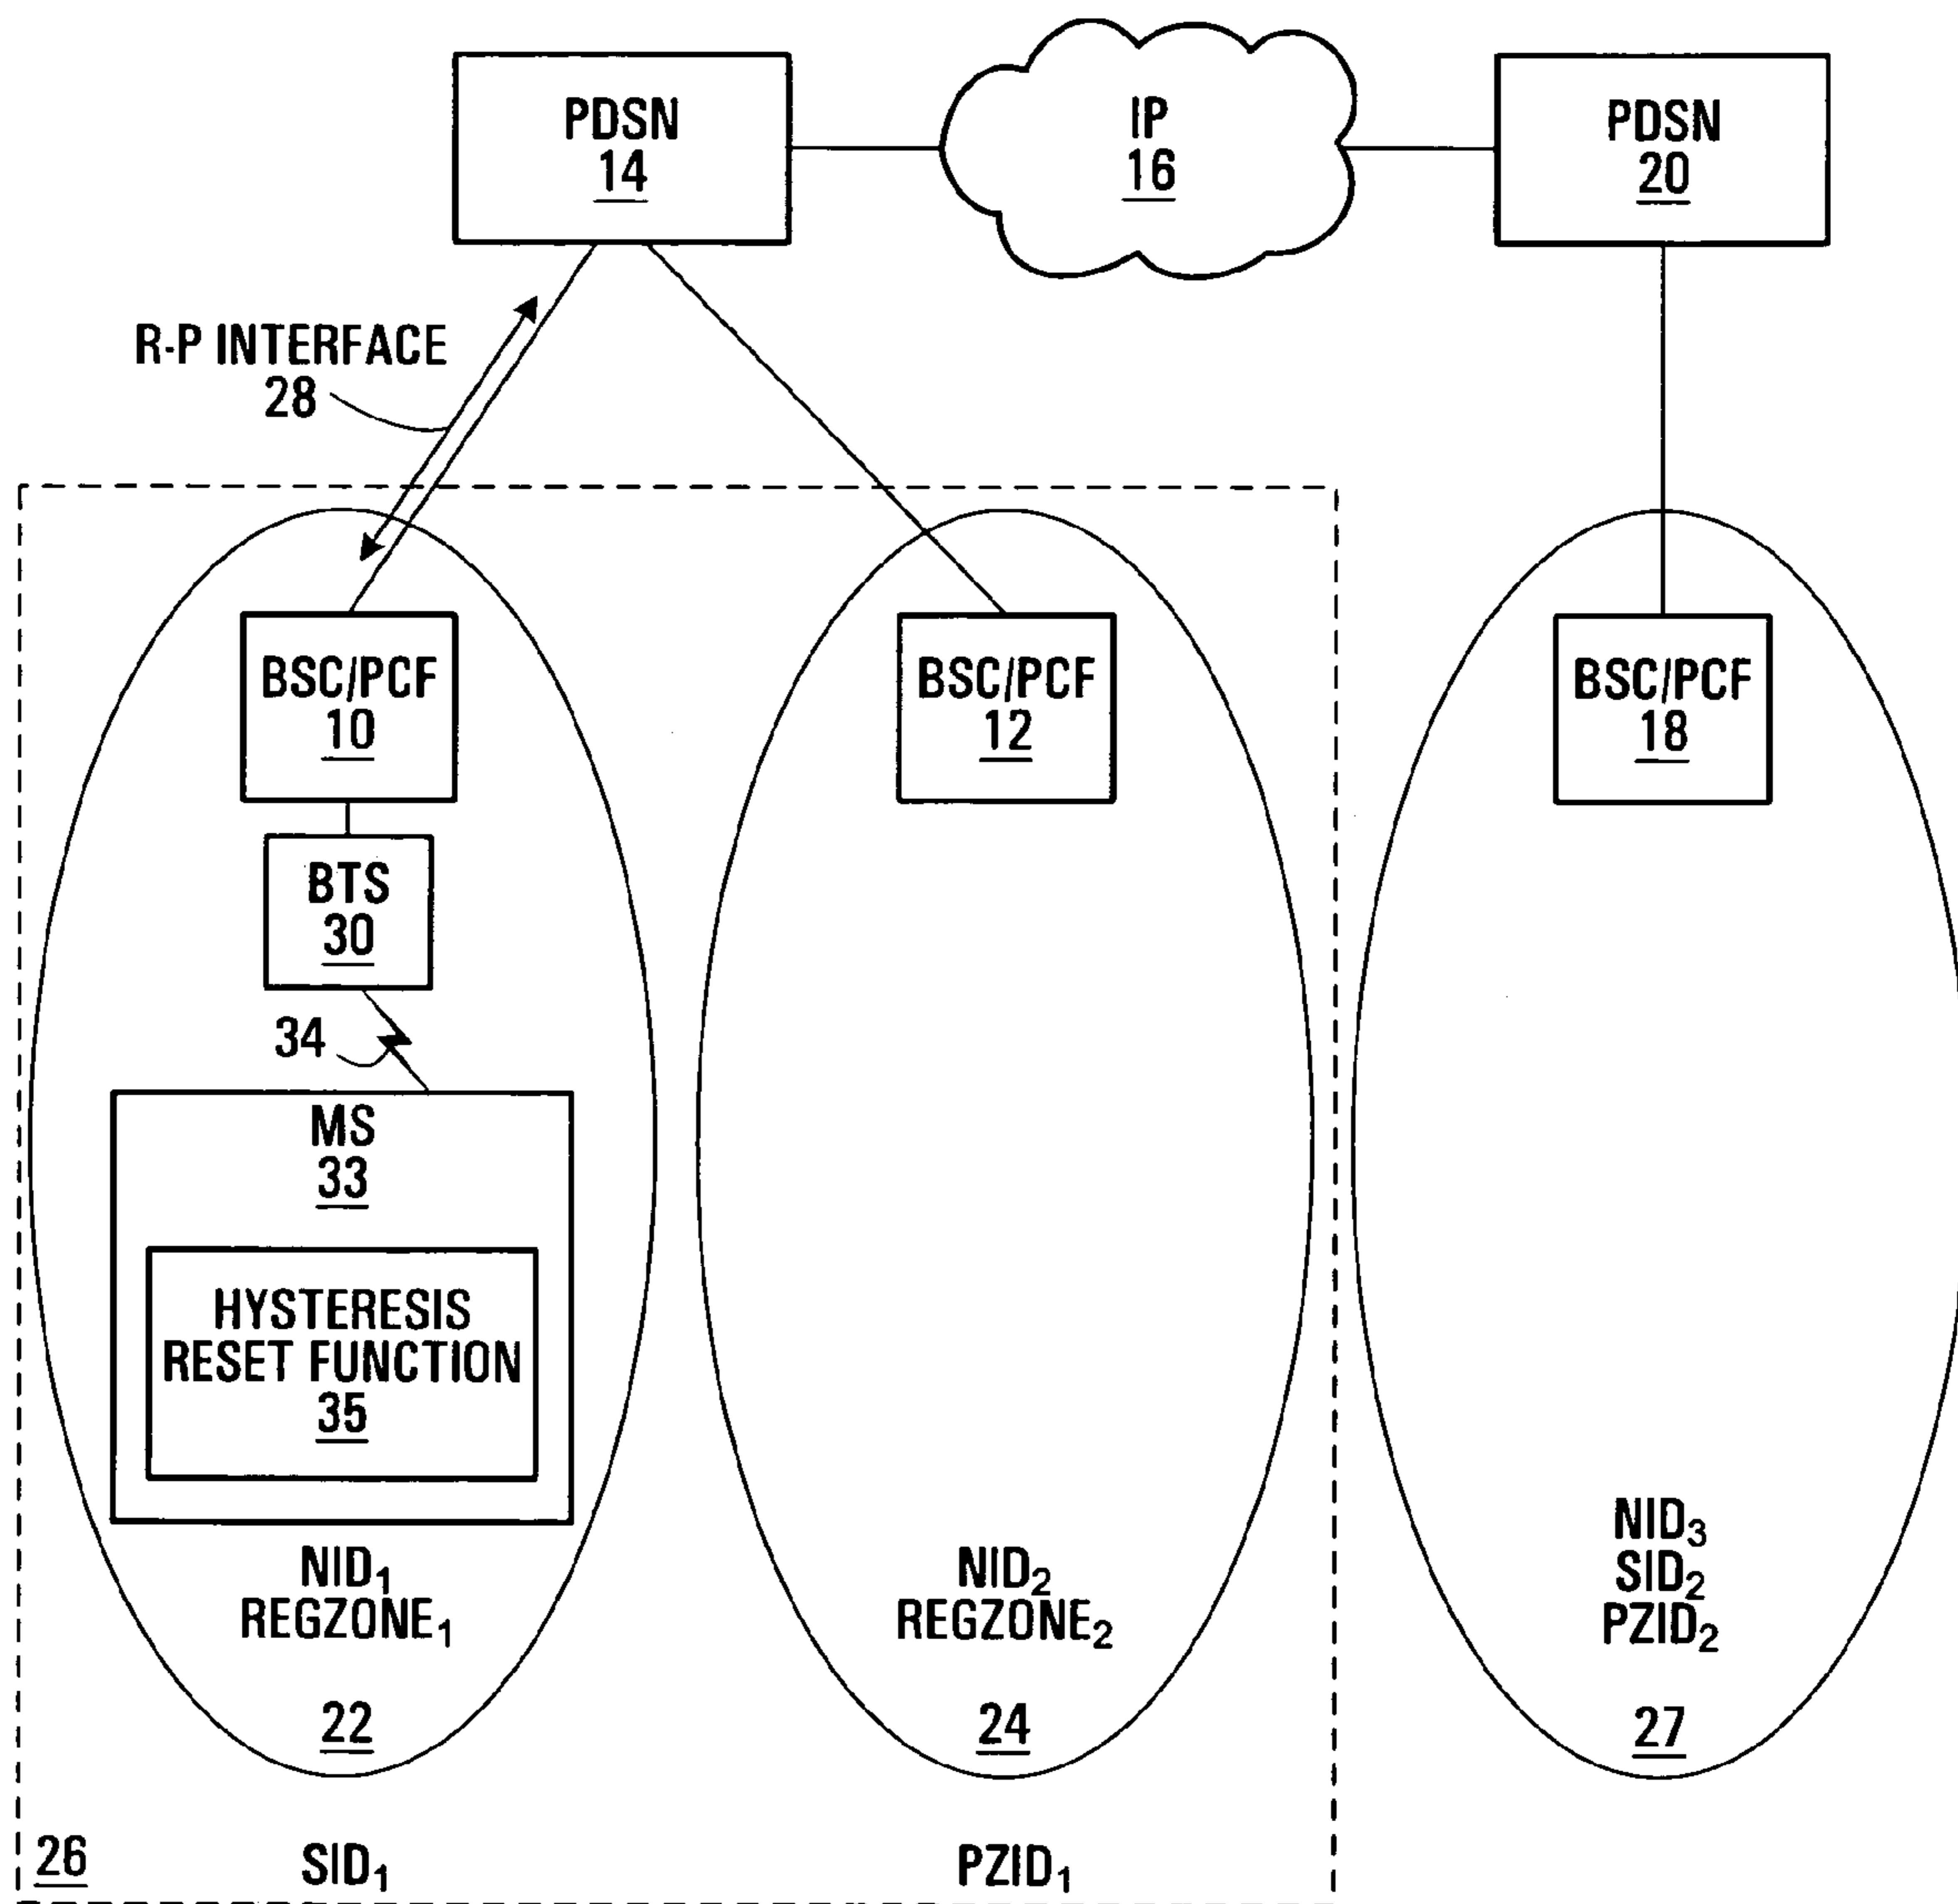 PDSN
14
IP
16
PDSN
20
R-P INTERFACE
28
BSC/PCF
10
BSC/PCF
12
BSC/PCF
18
BTS
30
34
MS
33
HYSTERESIS
RESET FUNCTION
35
NID1
REGZONE1
22
NID2
REGZONE2
24
NID3
SID2
PZID2
27
26
SID1
PZID1